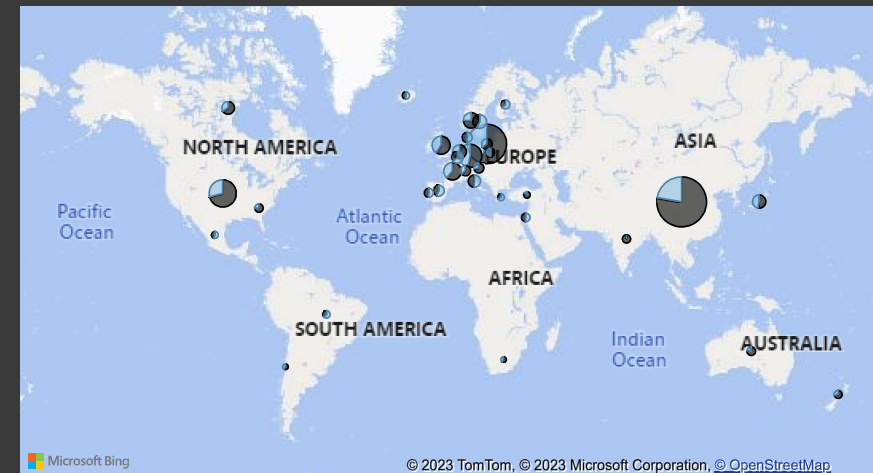 NORTH AMERICA
EUROPE
ASIA
Pacific
Ocean
Atlantic
Ocean
AFRICA
SOUTH AMERICA
Indian
Ocean
AUSTRALIA
Microsoft Bing
© 2023 TomTom, © 2023 Microsoft Corporation, © OpenStreetMap